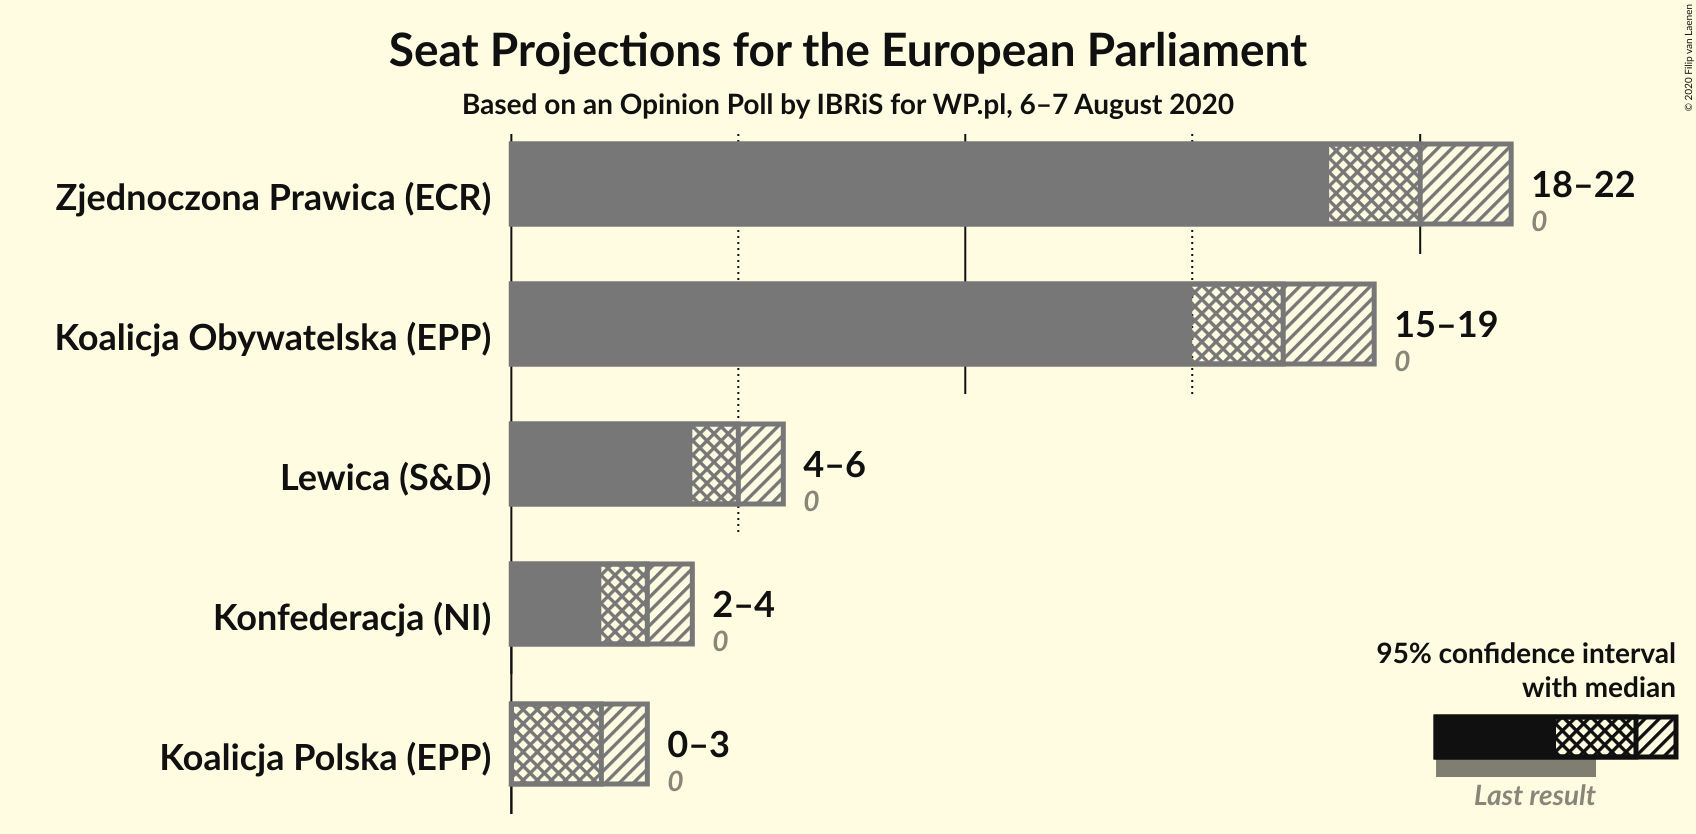 Seat Projections for the European Parliament
Based on an Opinion Poll by IBRiS for WP.pl, 6–7 August 2020
© 2020 Filip van Laenen
Zjednoczona Prawica (ECR)
18–22
0
Koalicja Obywatelska (EPP)
15–19
0
Lewica (S&D)
4–6
0
Konfederacja (NI)
2–4
0
Koalicja Polska (EPP)
0–3
0
95% confidence interval
with median
Last result